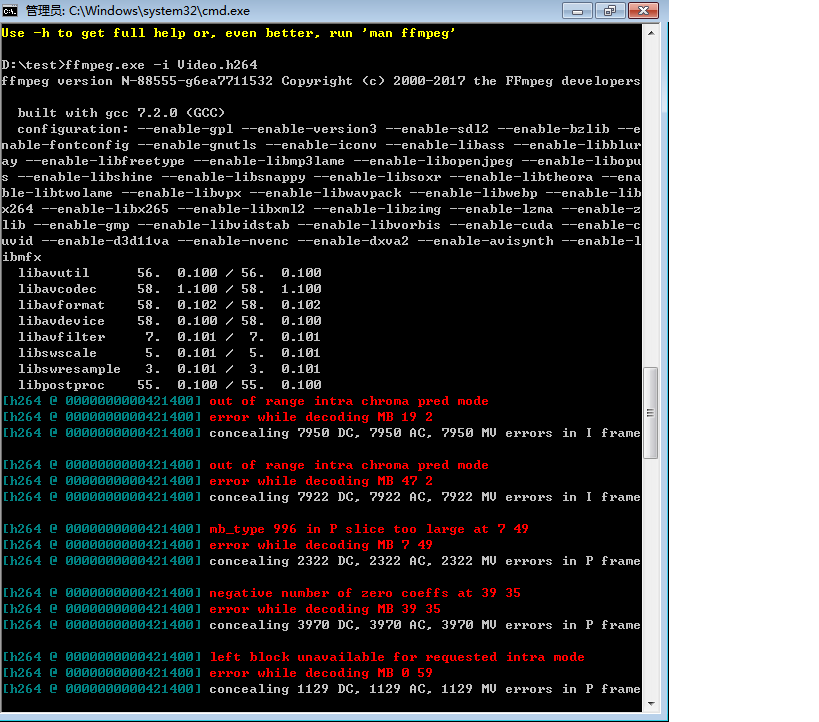 管理员: C:\Windows\system32\cmd.exe
Use -h to get full help or, even better, run 'man ffmpeg'
D:\test>ffmpeg.exe -i Video.h264
ffmpeg version N-88555-g6ea7711532 Copyright (c) 2000-2017 the FFmpeg developers
built with gcc 7.2.0 (GCC)
configuration: --enable-gpl --enable-version3 --enable-sdl2 --enable-bzlib --e
nable-fontconfig --enable-gnutls --enable-iconv --enable-libass --enable-libblur
ay --enable-libfreetype --enable-libmp3lame --enable-libopenjpeg --enable-libopu
s --enable-libshine --enable-libsnappy --enable-libsoxr --enable-libtheora --ena
ble-libtwolame --enable-libvpx --enable-libwavpack --enable-libwebp --enable-lib
x264 --enable-libx265 --enable-libxml2 --enable-libzimg --enable-lzma --enable-z
lib --enable-gmp --enable-libvidstab --enable-libvorbis --enable-cuda --enable-c
uvid --enable-d3d11va --enable-nvenc --enable-dxva2 --enable-avisynth --enable-l
ibmfx
libavutil 56. 0.100 / 56. 0.100
libavcodec 58. 1.100 / 58. 1.100
libavformat 58. 0.102 / 58. 0.102
libavdevice 58. 0.100 / 58. 0.100
libavfilter 7. 0.101 / 7. 0.101
libswscale 5. 0.101 / 5. 0.101
libswresample 3. 0.101 / 3. 0.101
libpostproc 55. 0.100 / 55. 0.100
[h264 @ 0000000000421400] out of range intra chroma pred mode
[h264 @ 0000000000421400] error while decoding MB 19 2
[h264 @ 0000000000421400] concealing 7950 DC, 7950 AC, 7950 MV errors in I frame
[h264 @ 0000000000421400] out of range intra chroma pred mode
[h264 @ 0000000000421400] error while decoding MB 47 2
[h264 @ 0000000000421400] concealing 7922 DC, 7922 AC, 7922 MV errors in I frame
[h264 @ 0000000000421400] mb_type 996 in P slice too large at 7 49
[h264 @ 0000000000421400] error while decoding MB 7 49
[h264 @ 0000000000421400] concealing 2322 DC, 2322 AC, 2322 MV errors in P frame
[h264 @ 0000000000421400] negative number of zero coeffs at 39 35
[h264 @ 0000000000421400] error while decoding MB 39 35
[h264 @ 0000000000421400] concealing 3970 DC, 3970 AC, 3970 MV errors in P frame
[h264 @ 0000000000421400] left block unavailable for requested intra mode
[h264 @ 0000000000421400] error while decoding MB 0 59
[h264 @ 0000000000421400] concealing 1129 DC, 1129 AC, 1129 MV errors in P frame